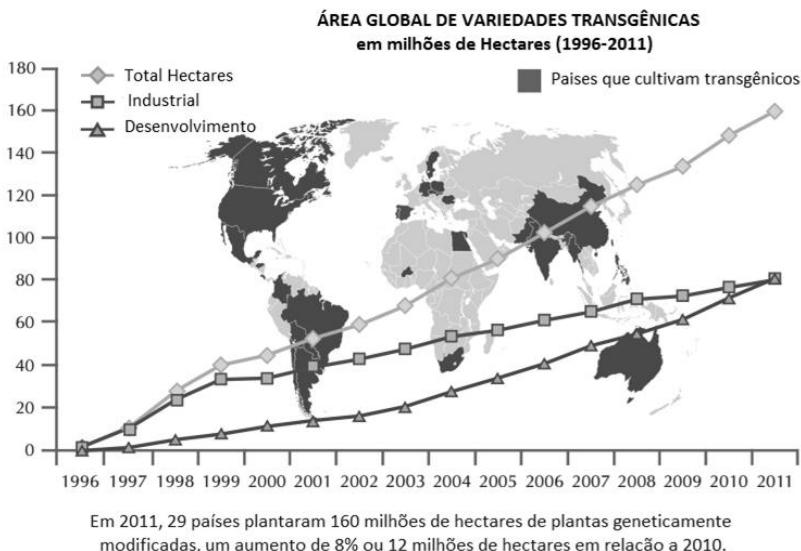 ÁREA GLOBAL DE VARIEDADES TRANSGÊNICAS
em milhões de Hectares (1996-2011)
180
160
140
120
100
80
60
40
20
0
Total Hectares
Industrial
Desenvolvimento
Paises que cultivam transgênicos
1996 1997 1998 1999 2000 2001 2002 2003 2004 2005 2006 2007 2008 2009 2010 2011
Em 2011, 29 países plantaram 160 milhões de hectares de plantas geneticamente
modificadas, um aumento de 8% ou 12 milhões de hectares em relação a 2010.